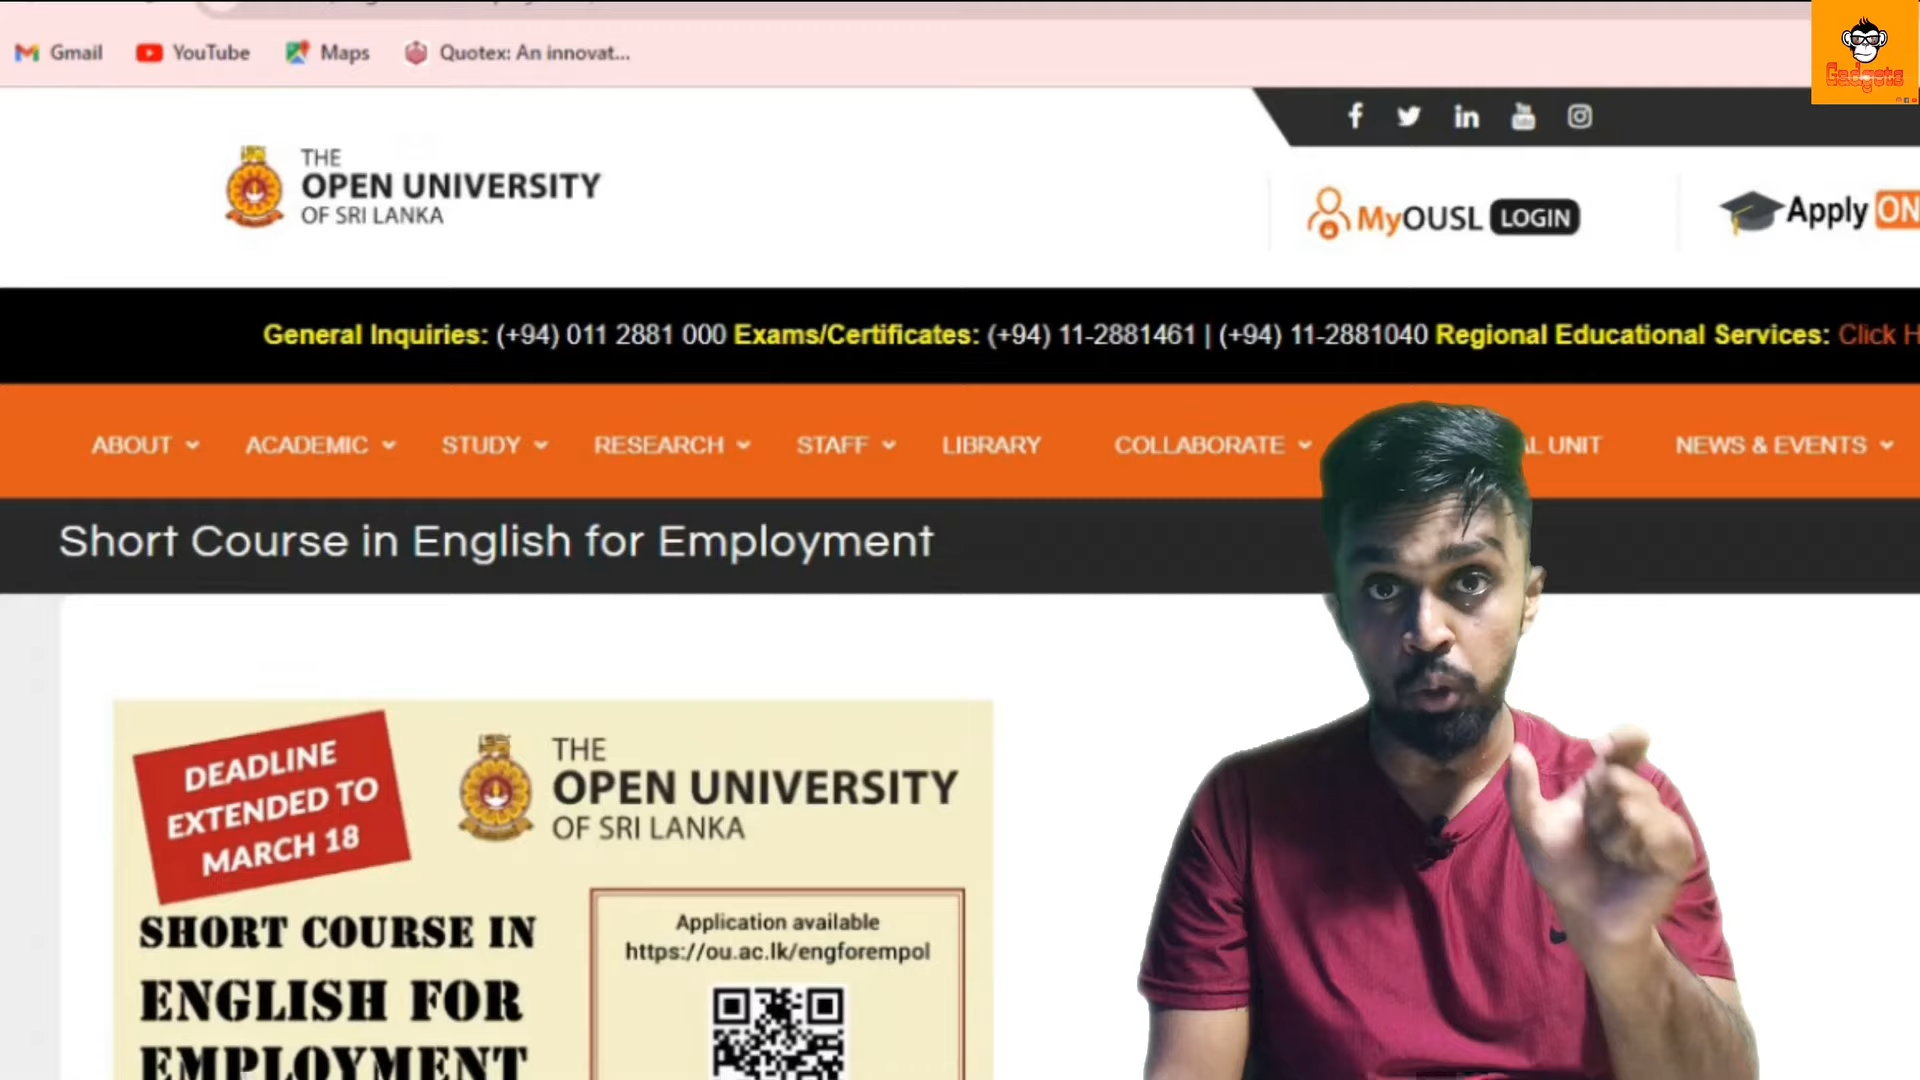 Gmail
YouTube
Maps
Quotex: An innovat...
Gadgets
THE
OPEN UNIVERSITY
OF SRI LANKA
MyOUSL LOGIN
Apply ON
General Inquiries: (+94) 011 2881 000 Exams/Certificates: (+94) 11-2881461 | (+94) 11-2881040 Regional Educational Services: Click H
ABOUT
ACADEMIC
STUDY
RESEARCH
STAFF
LIBRARY
COLLABORATE
AL UNIT
NEWS & EVENTS
Short Course in English for Employment
DEADLINE
EXTENDED TO
MARCH 18
THE
OPEN UNIVERSITY
OF SRI LANKA
SHORT COURSE IN
ENGLISH FOR
EMPLOYMENT
Application available
https://ou.ac.lk/engforempol